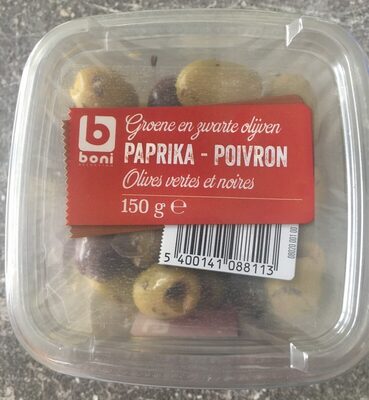 boni
Groene en zwarte olijven
PAPRIKA - POIVRON
Olives vertes et noires
150 g e
5 400141 088113